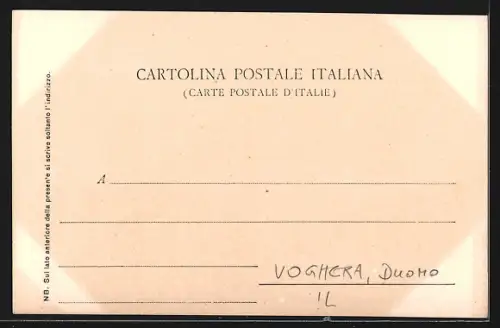 CARTOLINA POSTALE ITALIANA
(CARTE POSTALE D'ITALIE)
A
VOGHERA, DUOMO
IL
NB. Sul lato anteriore della presente si scrive soltanto l'indirizzo.